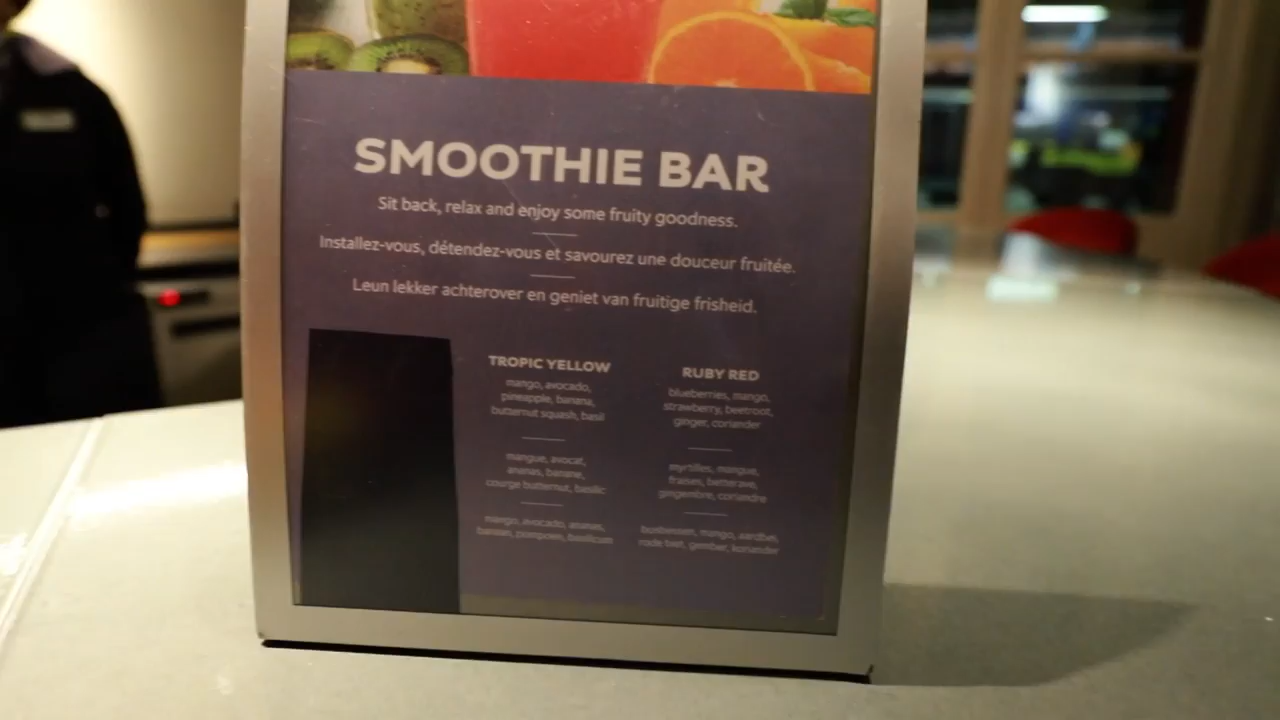 SMOOTHIE BAR
Sit back, relax and enjoy some fruity goodness.
Installez-vous, détendez-vous et savourez une douceur fruitée.
Leun lekker achterover en geniet van fruitige frisheid.
TROPIC YELLOW
mango, avocado,
pineapple, banana,
butternut squash, basil
mangue, avocat,
ananas, banane,
courge butternut, basilic
mango, avocado, ananas,
banaan, pompoen, basilicum
RUBY RED
blueberries, mango,
strawberry, beetroot,
ginger, coriander
myrtilles, mangue,
fraises, betterave,
gingembre, coriandre
bosbessen, mango, aardbei,
rode biet, gember, koriander